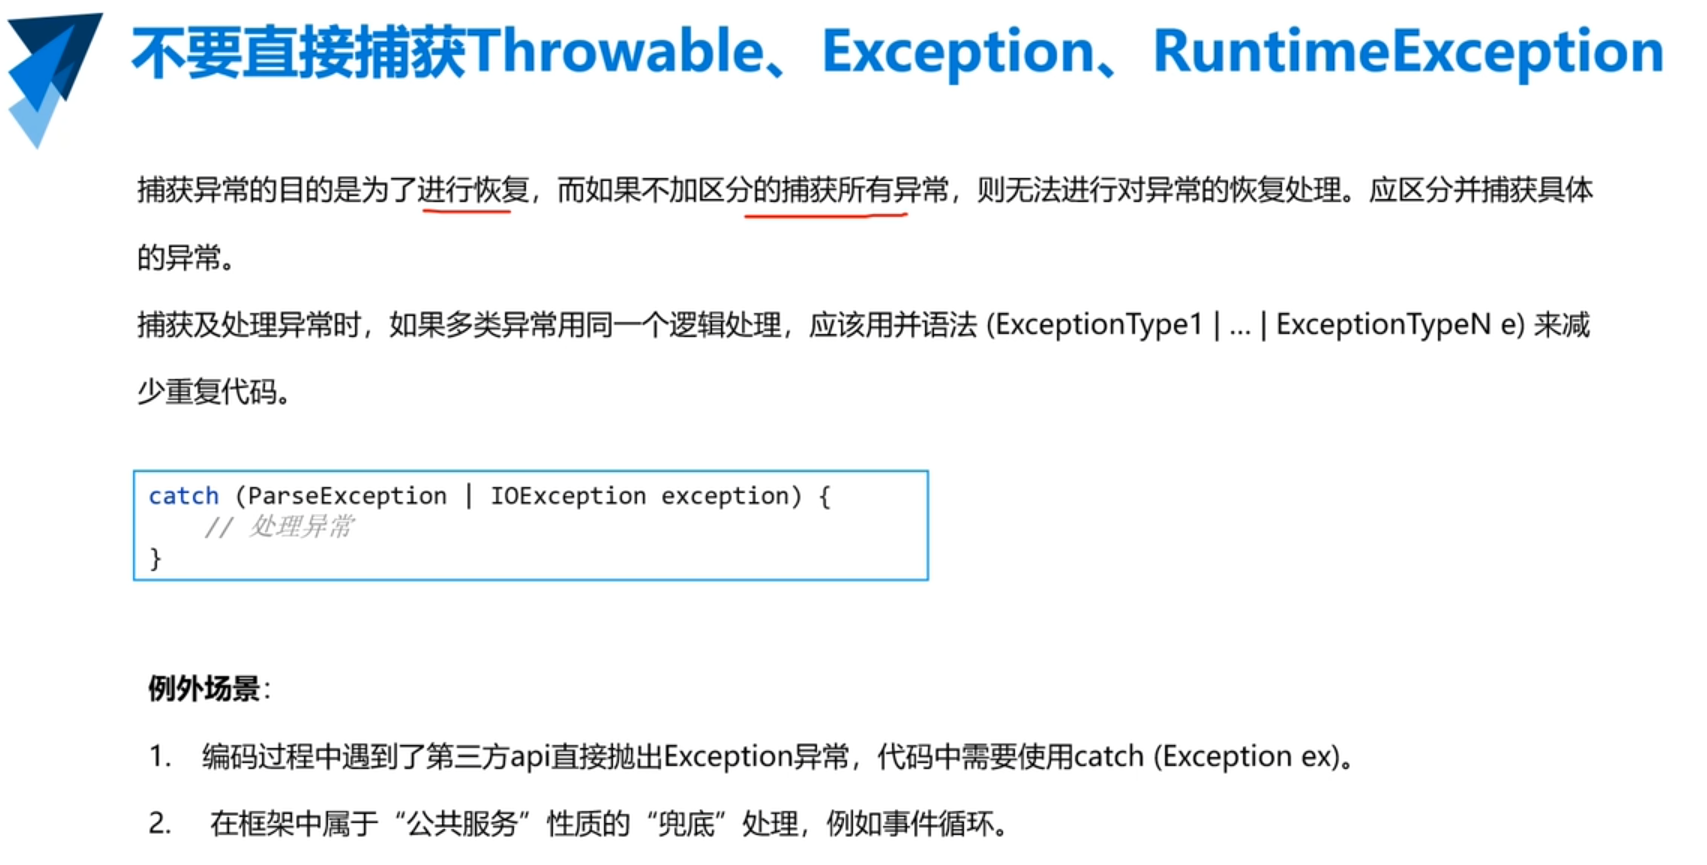 不要直接捕获Throwable、Exception、RuntimeException
捕获异常的目的是为了进行恢复，而如果不加区分的捕获所有异常，则无法进行对异常的恢复处理。应区分并捕获具体
的异常。
捕获及处理异常时，如果多类异常用同一个逻辑处理，应该用并语法 (ExceptionType1 | ... | ExceptionTypeN e) 来减
少重复代码。
catch (ParseException | IOException exception) {
    // 处理异常
}
例外场景：
1. 编码过程中遇到了第三方api直接抛出Exception异常，代码中需要使用catch (Exception ex)。
2. 在框架中属于“公共服务”性质的“兜底”处理，例如事件循环。